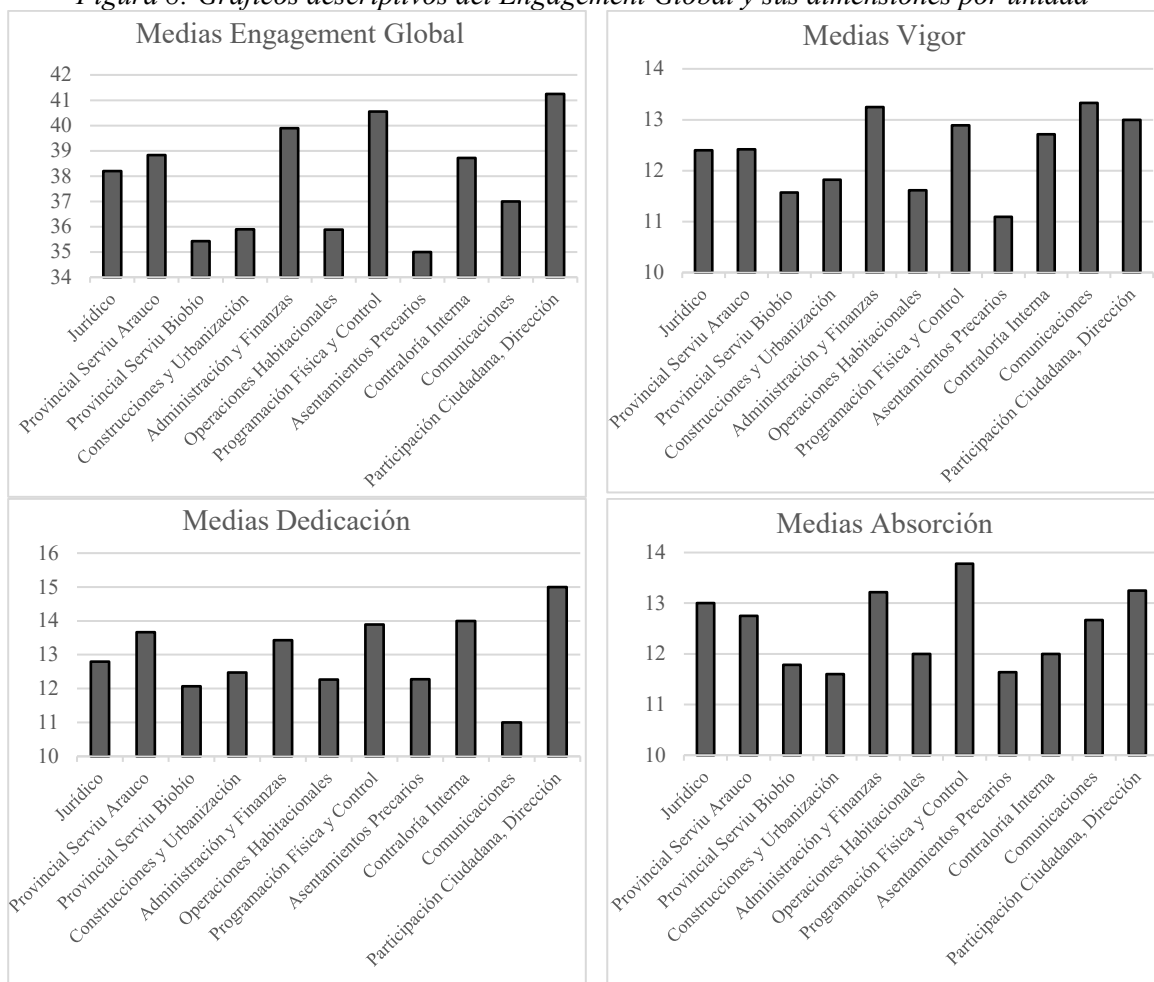 Figura 8: Gráficos descriptivos del Engagement Global y sus dimensiones por unidad
Medias Engagement Global
42
41
40
39
38
37
36
35
34
Jurídico
Provincial Serviu Arauco
Provincial Serviu Biobío
Construcciones y Urbanización
Administración y Finanzas
Operaciones Habitacionales
Programación Física y Control
Asentamientos Precarios
Contraloría Interna
Comunicaciones
Participación Ciudadana, Dirección
Medias Vigor
14
13
12
11
10
Jurídico
Provincial Serviu Arauco
Provincial Serviu Biobío
Construcciones y Urbanización
Administración y Finanzas
Operaciones Habitacionales
Programación Física y Control
Asentamientos Precarios
Contraloría Interna
Comunicaciones
Participación Ciudadana, Dirección
Medias Dedicación
16
15
14
13
12
11
10
Jurídico
Provincial Serviu Arauco
Provincial Serviu Biobío
Construcciones y Urbanización
Administración y Finanzas
Operaciones Habitacionales
Programación Física y Control
Asentamientos Precarios
Contraloría Interna
Comunicaciones
Participación Ciudadana, Dirección
Medias Absorción
14
13
12
11
10
Jurídico
Provincial Serviu Arauco
Provincial Serviu Biobío
Construcciones y Urbanización
Administración y Finanzas
Operaciones Habitacionales
Programación Física y Control
Asentamientos Precarios
Contraloría Interna
Comunicaciones
Participación Ciudadana, Dirección